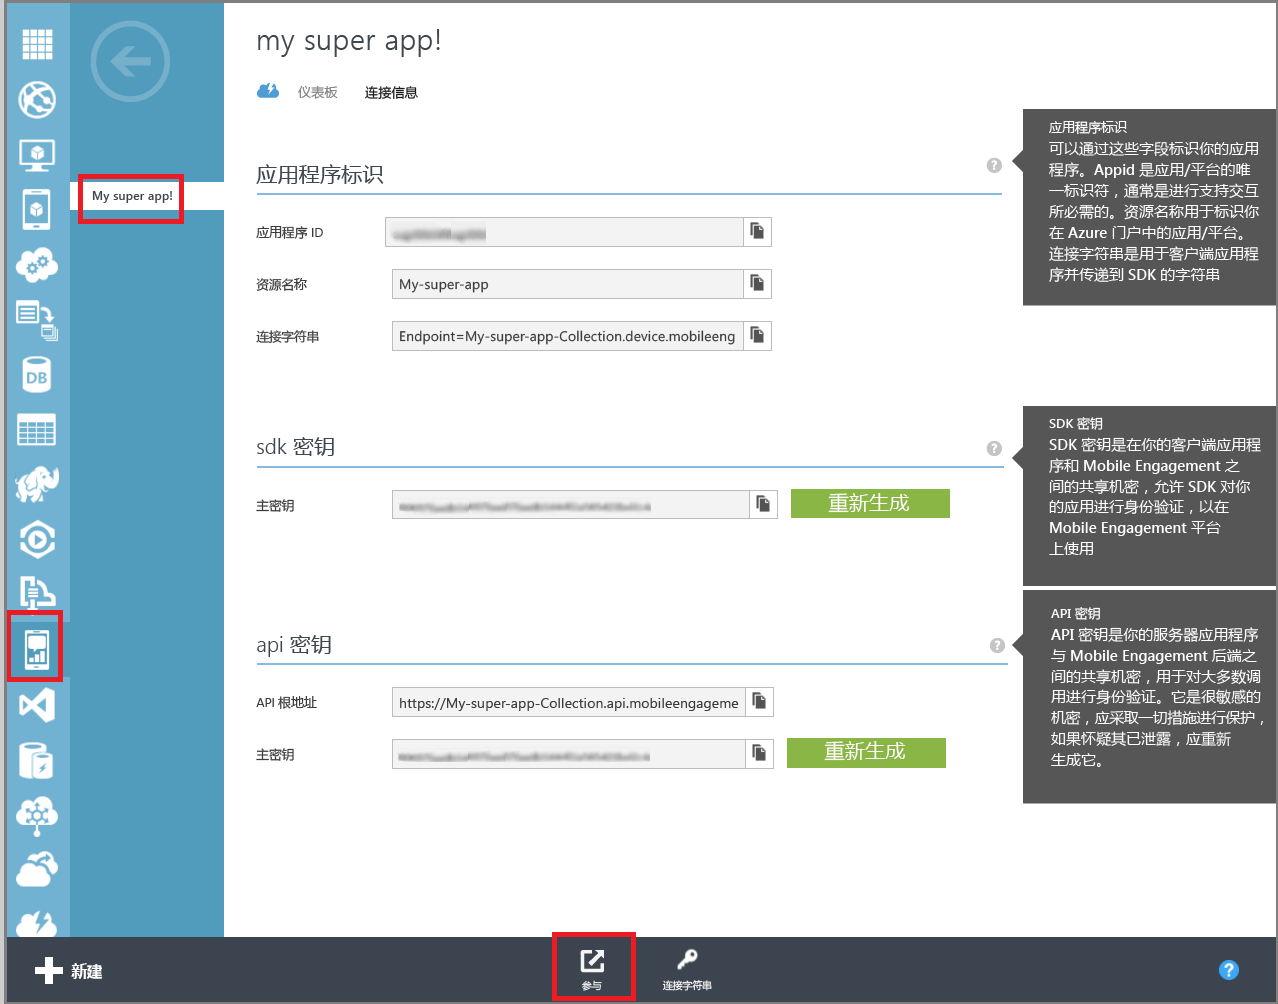 my super app!
仪表板 连接信息
My super app!
DB
应用程序标识
应用程序 ID
资源名称 My-super-app
连接字符串 Endpoint=My-super-app-Collection.device.mobileeng
应用程序标识
可以通过这些字段标识你的应用
程序。Appid 是应用/平台的唯
一标识符，通常是进行支持交互
所必需的。资源名称用于标识你
在 Azure 门户中的应用/平台。
连接字符串是用于客户端应用程
序并传递到 SDK 的字符串
sdk 密钥
主密钥 重新生成
SDK 密钥
SDK 密钥是在你的客户端应用程
序和 Mobile Engagement 之
间的共享机密，允许 SDK 对你
的应用进行身份验证，以在
Mobile Engagement 平台
上使用
api 密钥
API 根地址 https://My-super-app-Collection.api.mobileengageme
主密钥 重新生成
API 密钥
API 密钥是你的服务器应用程序
与 Mobile Engagement 后端之
间的共享机密，用于对大多数调
用进行身份验证。它是很敏感的
机密，应采取一切措施进行保护，
如果怀疑其已泄露，应重新
生成它。
新建
参与
连接字符串